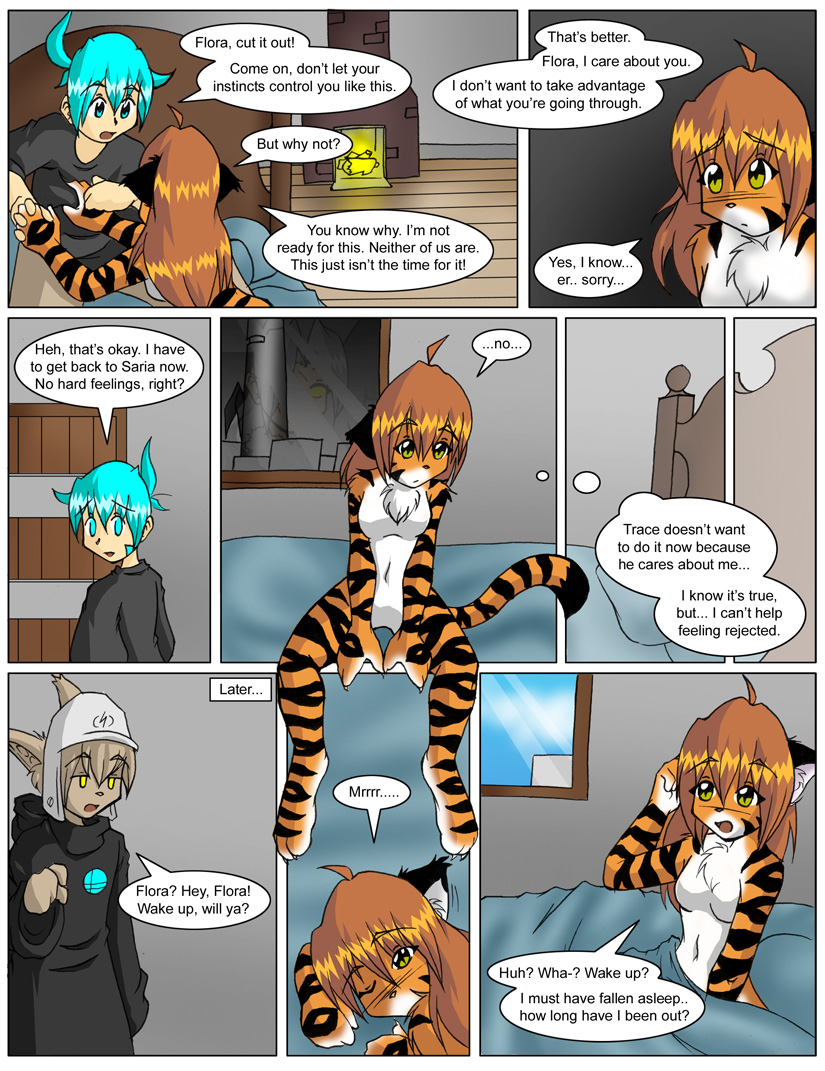 Flora, cut it out!
Come on, don't let your
instincts control you like this.
But why not?
You know why. I'm not
ready for this. Neither of us are.
This just isn't the time for it!
That's better.
Flora, I care about you.
I don't want to take advantage
of what you're going through.
Yes, I know...
er.. sorry...
Heh, that's okay. I have
to get back to Saria now.
No hard feelings, right?
...no...
Trace doesn't want
to do it now because
he cares about me...
I know it's true,
but... I can't help
feeling rejected.
Later...
Flora? Hey, Flora!
Wake up, will ya?
Mrrrr.....
Huh? Wha-? Wake up?
I must have fallen asleep..
how long have I been out?